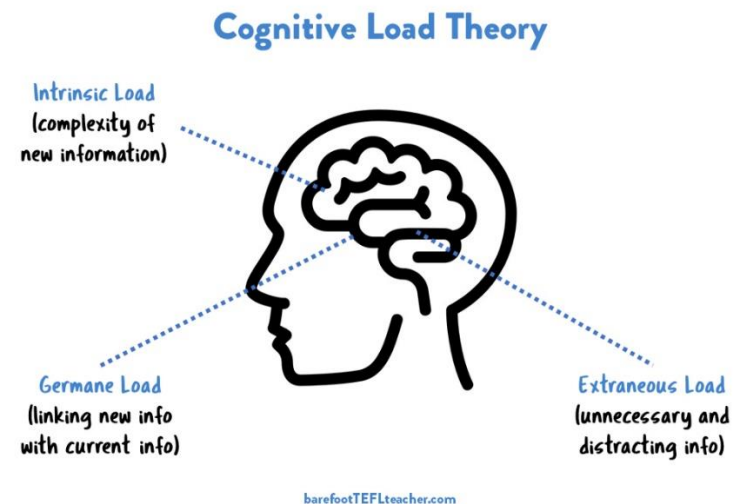 Cognitive Load Theory
Intrinsic Load
(complexity of
new information)
Germane Load
(linking new info
with current info)
Extraneous Load
(unnecessary and
distracting info)
barefootTEFLteacher.com